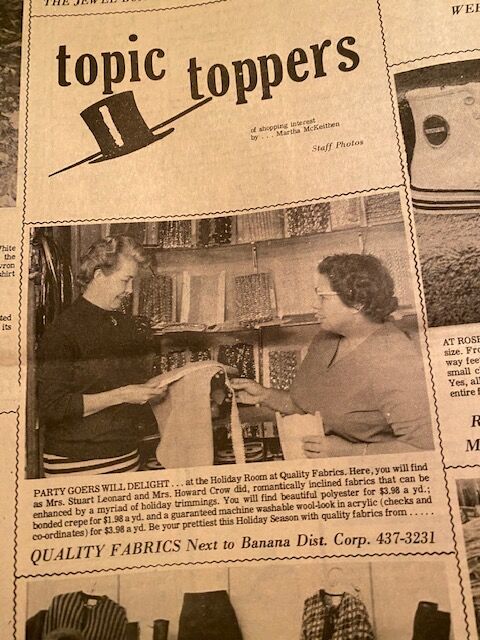 THE JEWEL
topic toppers
of shopping interest
by . . . Martha McKeithen
Staff Photos
PARTY GOERS WILL DELIGHT . . . at the Holiday Room at Quality Fabrics. Here, you will find
as Mrs. Stuart Leonard and Mrs. Howard Crow did, romantically inclined fabrics that can be
enhanced by a myriad of holiday trimmings. You will find beautiful polyester for $3.98 a yd.;
bonded crepe for $1.98 a yd. and a guaranteed machine washable wool-look in acrylic (checks and
co-ordinates) for $3.98 a yd. Be your prettiest this Holiday Season with quality fabrics from . . . . .
QUALITY FABRICS Next to Banana Dist. Corp. 437-3231
the
its
AT ROSE
size. Fro
way fee
small c
Yes, al
entire f